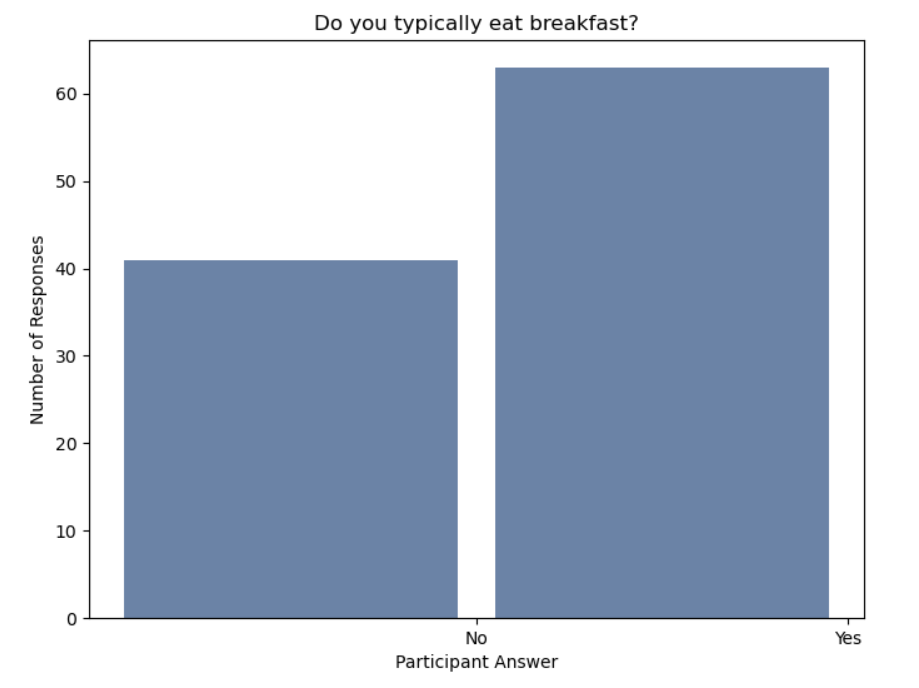 Do you typically eat breakfast?
60
50
40
30
20
10
0
Number of Responses
No Yes
Participant Answer